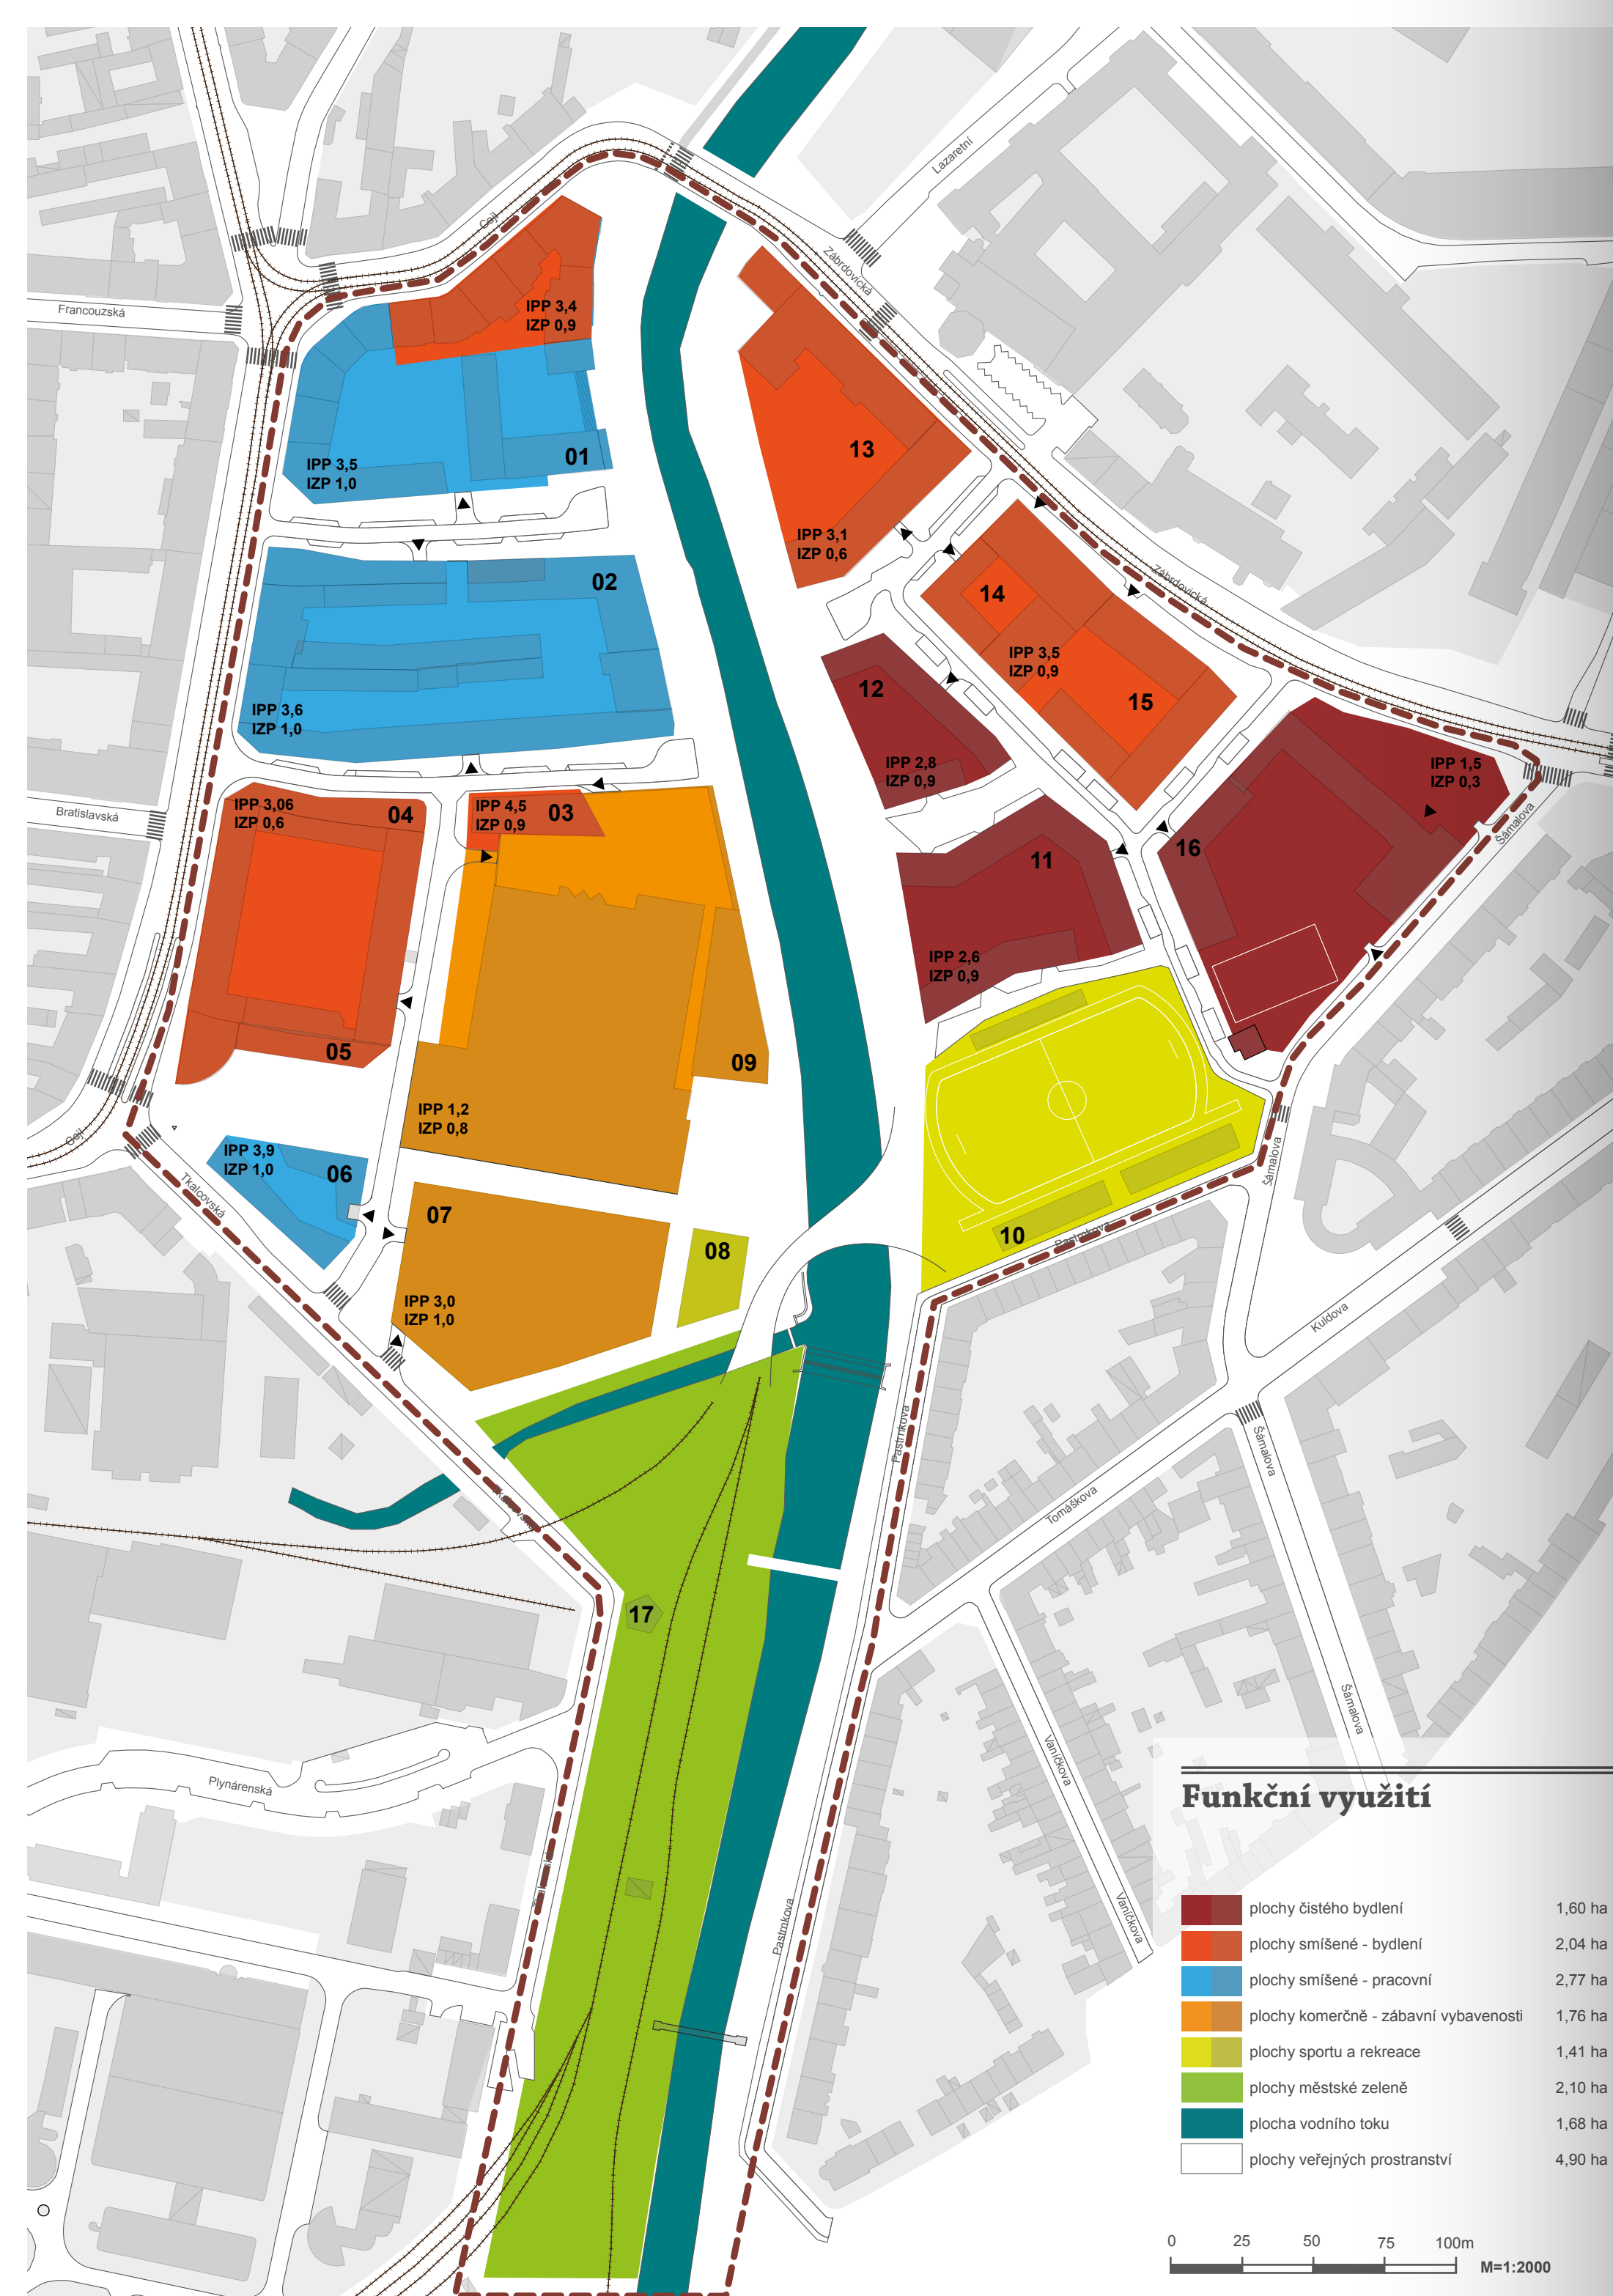 Lazaretní
Cejl
Zábrdovická
Francouzská
IPP 3,4
IZP 0,9
13
01
IPP 3,5
IZP 1,0
IPP 3,1
IZP 0,6
02
14
Zábrdovická
IPP 3,5
IZP 0,9
12
15
IPP 3,6
IZP 1,0
IPP 2,8
IZP 0,9
IPP 1,5
IZP 0,3
Bratislavská
IPP 3,06
IZP 0,6
04
IPP 4,5
IZP 0,9
03
Šámalova
16
11
IPP 2,6
IZP 0,9
05
09
IPP 1,2
IZP 0,8
Cejl
IPP 3,9
IZP 1,0
06
Šámalova
Tkalcovská
07
08
10
Pastrnkova
IPP 3,0
IZP 1,0
Kuldova
Pastrnkova
Šámalova
Tomáškova
Tkalcovská
17
Šámalova
Vaníčkova
Plynárenská
Pastrnkova
Vaníčkova
Funkční využití
plochy čistého bydlení 1,60 ha
plochy smíšené - bydlení 2,04 ha
plochy smíšené - pracovní 2,77 ha
plochy komerčně - zábavní vybavenosti 1,76 ha
plochy sportu a rekreace 1,41 ha
plochy městské zeleně 2,10 ha
plocha vodního toku 1,68 ha
plochy veřejných prostranství 4,90 ha
0 25 50 75 100m
M=1:2000